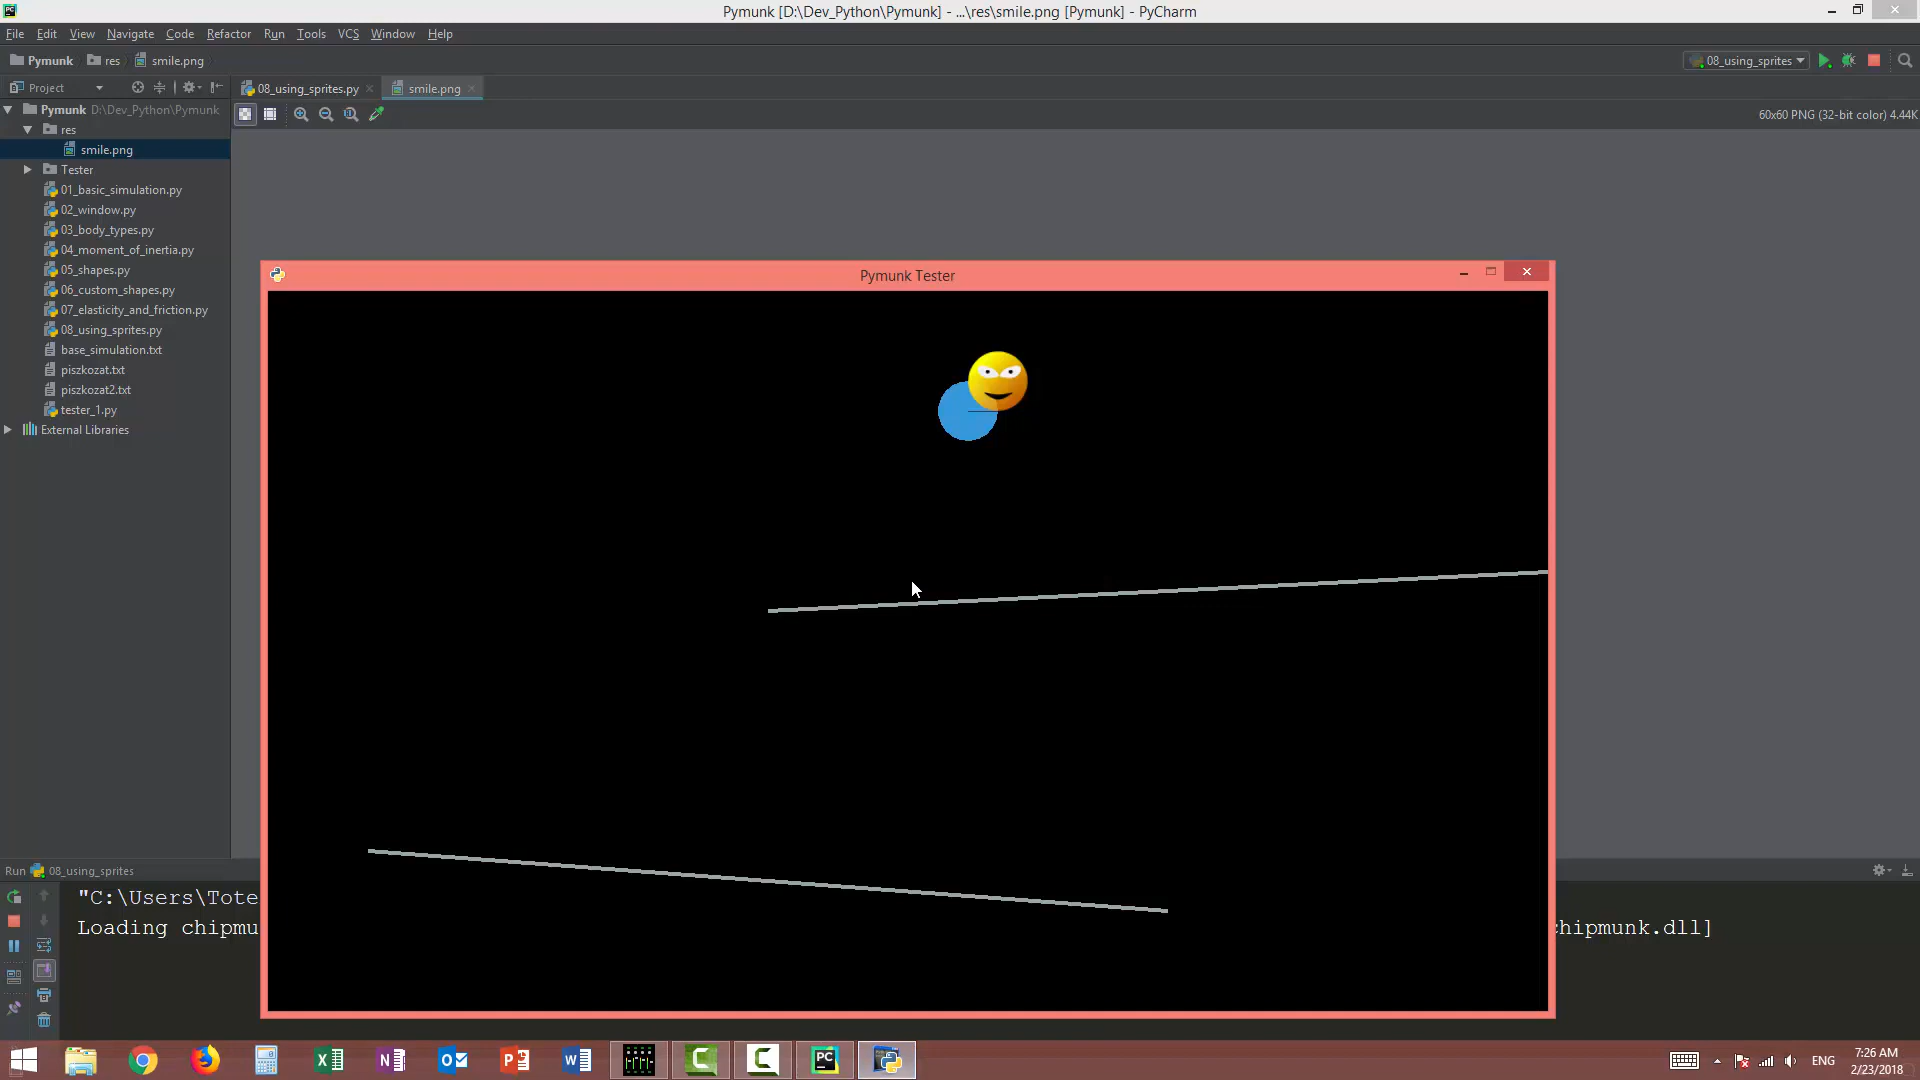 Pymunk [D:\Dev_Python\Pymunk] - ...\res\smile.png [Pymunk] - PyCharm
File Edit View Navigate Code Refactor Run Tools VCS Window Help
Pymunk res smile.png
08_using_sprites
Project
08_using_sprites.py smile.png
60x60 PNG (32-bit color) 4.44K
Pymunk D:\Dev_Python\Pymunk
res
smile.png
Tester
01_basic_simulation.py
02_window.py
03_body_types.py
04_moment_of_inertia.py
05_shapes.py
06_custom_shapes.py
07_elasticity_and_friction.py
08_using_sprites.py
base_simulation.txt
piszkozat.txt
piszkozat2.txt
tester_1.py
External Libraries
Pymunk Tester
Run 08_using_sprites
"C:\Users\Tote
Loading chipmu chipmunk.dll]
ENG
7:26 AM
2/23/2018